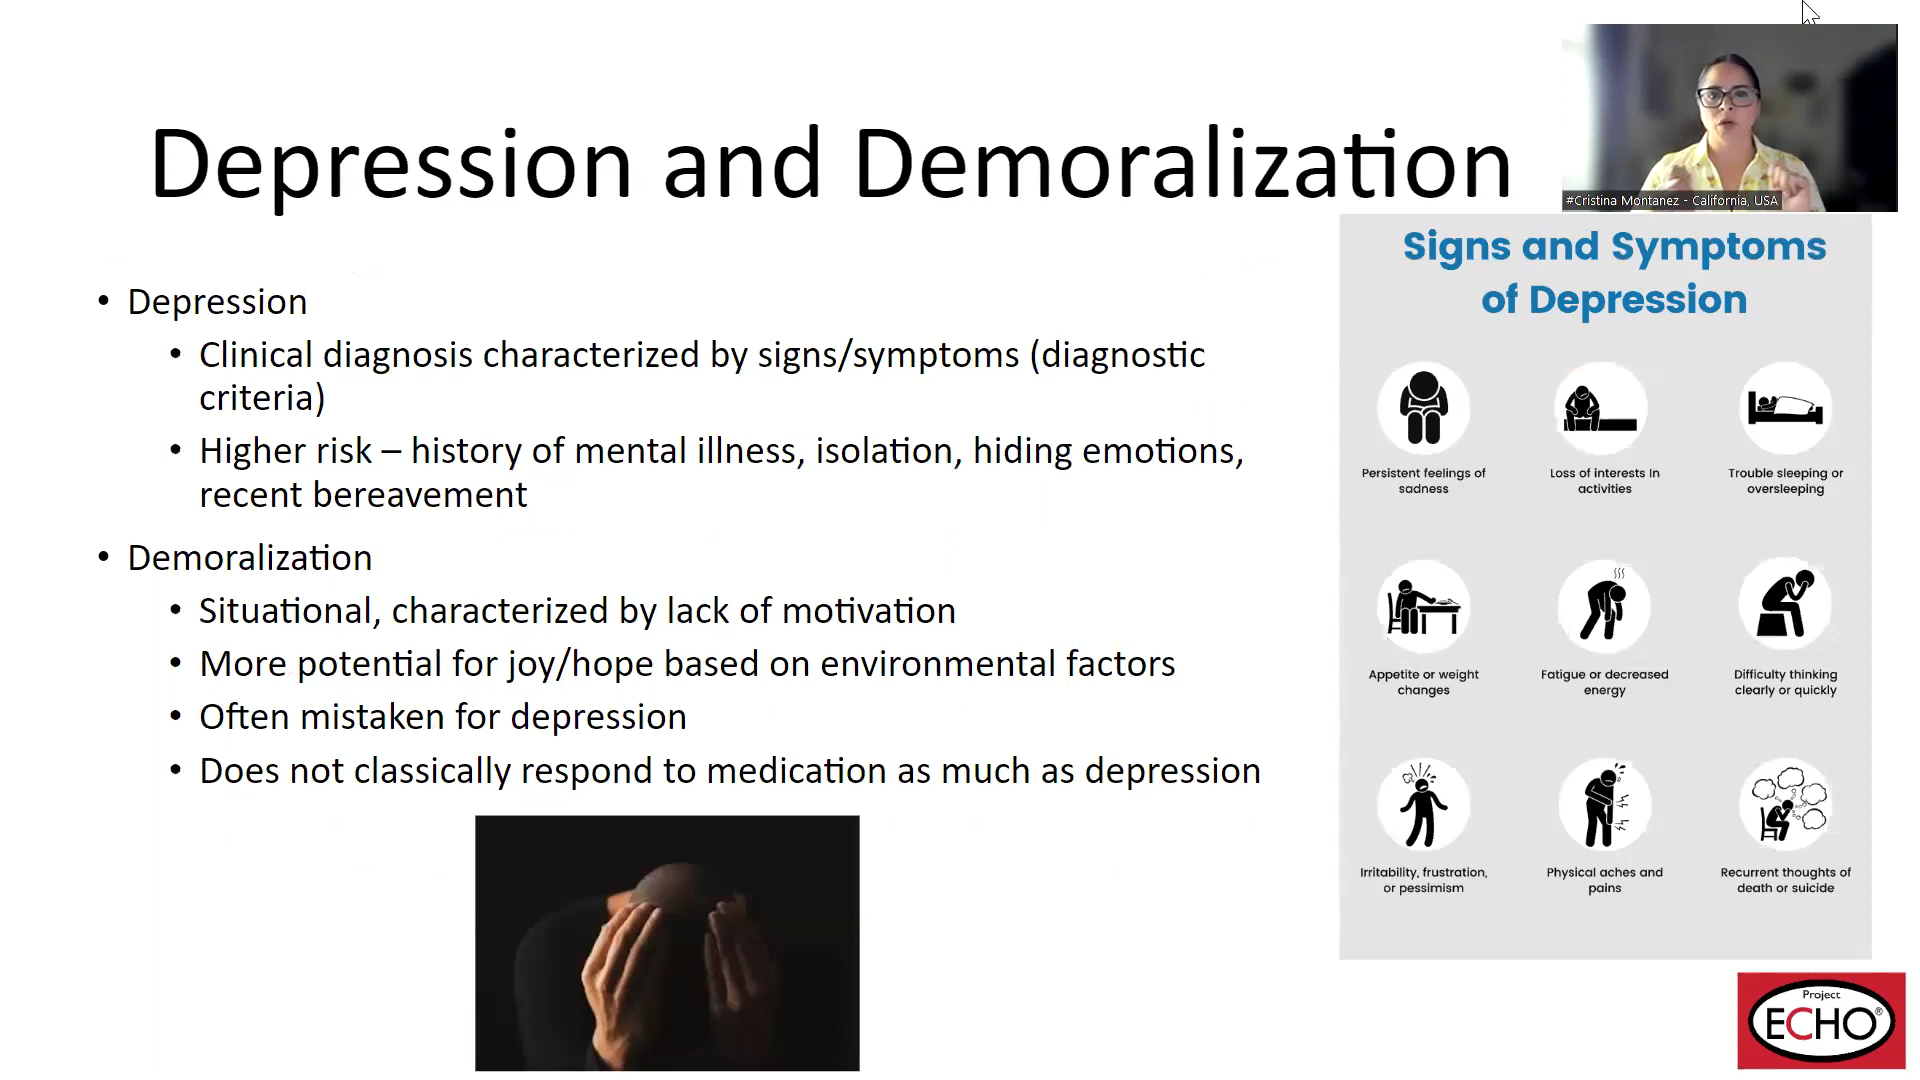 Depression and Demoralization
#Cristina Montanez - California, USA
• Depression
• Clinical diagnosis characterized by signs/symptoms (diagnostic
criteria)
• Higher risk – history of mental illness, isolation, hiding emotions,
recent bereavement
• Demoralization
• Situational, characterized by lack of motivation
• More potential for joy/hope based on environmental factors
• Often mistaken for depression
• Does not classically respond to medication as much as depression
Signs and Symptoms
of Depression
Persistent feelings of
sadness
Loss of interests In
activities
Trouble sleeping or
oversleeping
Appetite or weight
changes
Fatigue or decreased
energy
Difficulty thinking
clearly or quickly
Irritability, frustration,
or pessimism
Physical aches and
pains
Recurrent thoughts of
death or suicide
Project
ECHO®